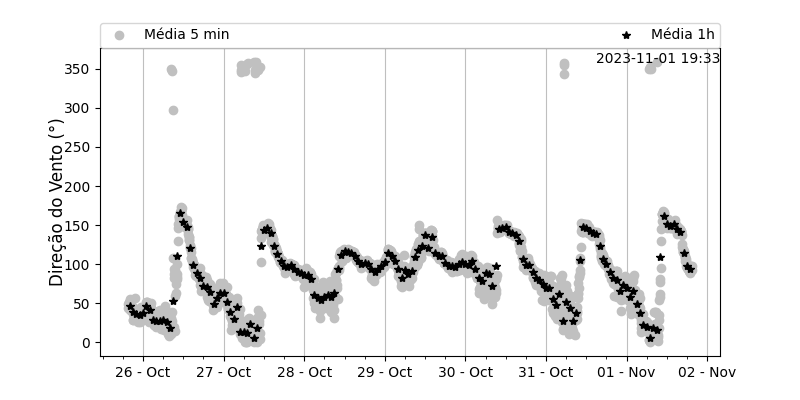 Média 5 min
Média 1h
2023-11-01 19:33
Direção do Vento (°)
350
300
250
200
150
100
50
0
26 - Oct
27 - Oct
28 - Oct
29 - Oct
30 - Oct
31 - Oct
01 - Nov
02 - Nov